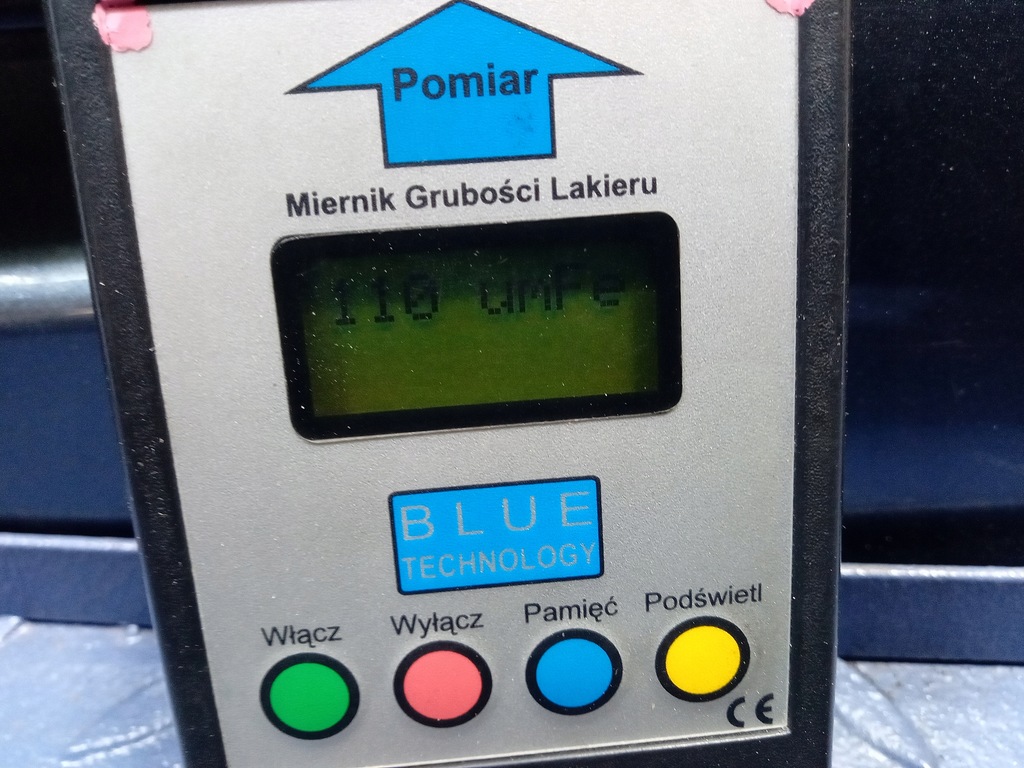 Pomiar
Miernik Grubości Lakieru
110 umFe
BLUE
TECHNOLOGY
Włącz Wyłącz Pamięć Podświetl
CE